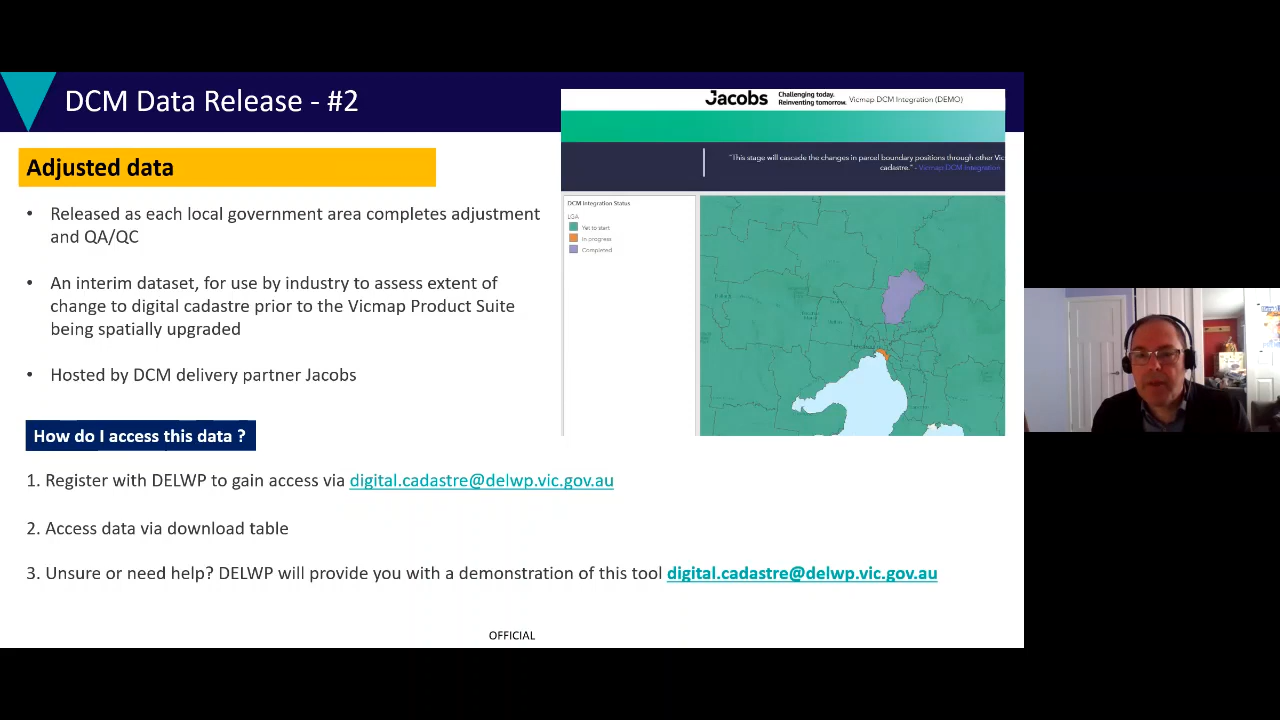 DCM Data Release - #2
Jacobs
Challenging today.
Reinventing tomorrow.
Vicmap DCM Integration (DEMO)
"This stage will cascade the changes in parcel boundary positions through other Vic
cadastre." - Vicmap DCM Integration
Adjusted data
• Released as each local government area completes adjustment
and QA/QC
• An interim dataset, for use by industry to assess extent of
change to digital cadastre prior to the Vicmap Product Suite
being spatially upgraded
• Hosted by DCM delivery partner Jacobs
DCM Integration Status
LGA
Yet to start
In progress
Completed
How do I access this data ?
1. Register with DELWP to gain access via digital.cadastre@delwp.vic.gov.au
2. Access data via download table
3. Unsure or need help? DELWP will provide you with a demonstration of this tool digital.cadastre@delwp.vic.gov.au
OFFICIAL